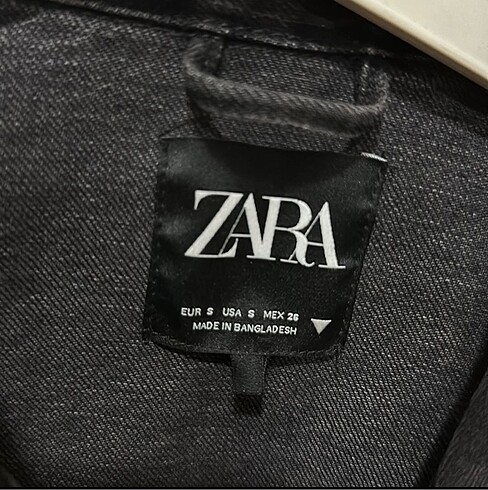 ZARA
EUR S USA S MEX 26
MADE IN BANGLADESH